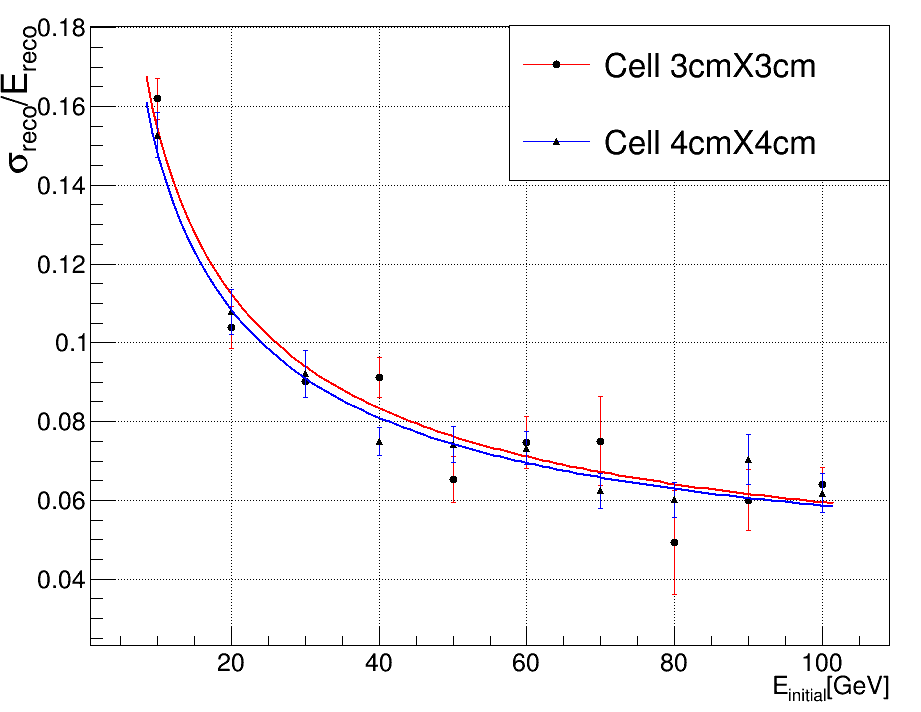 σreco/Ereco
0.18
0.16
0.14
0.12
0.1
0.08
0.06
0.04
Cell 3cmX3cm
Cell 4cmX4cm
20 40 60 80 100
Einitial[GeV]